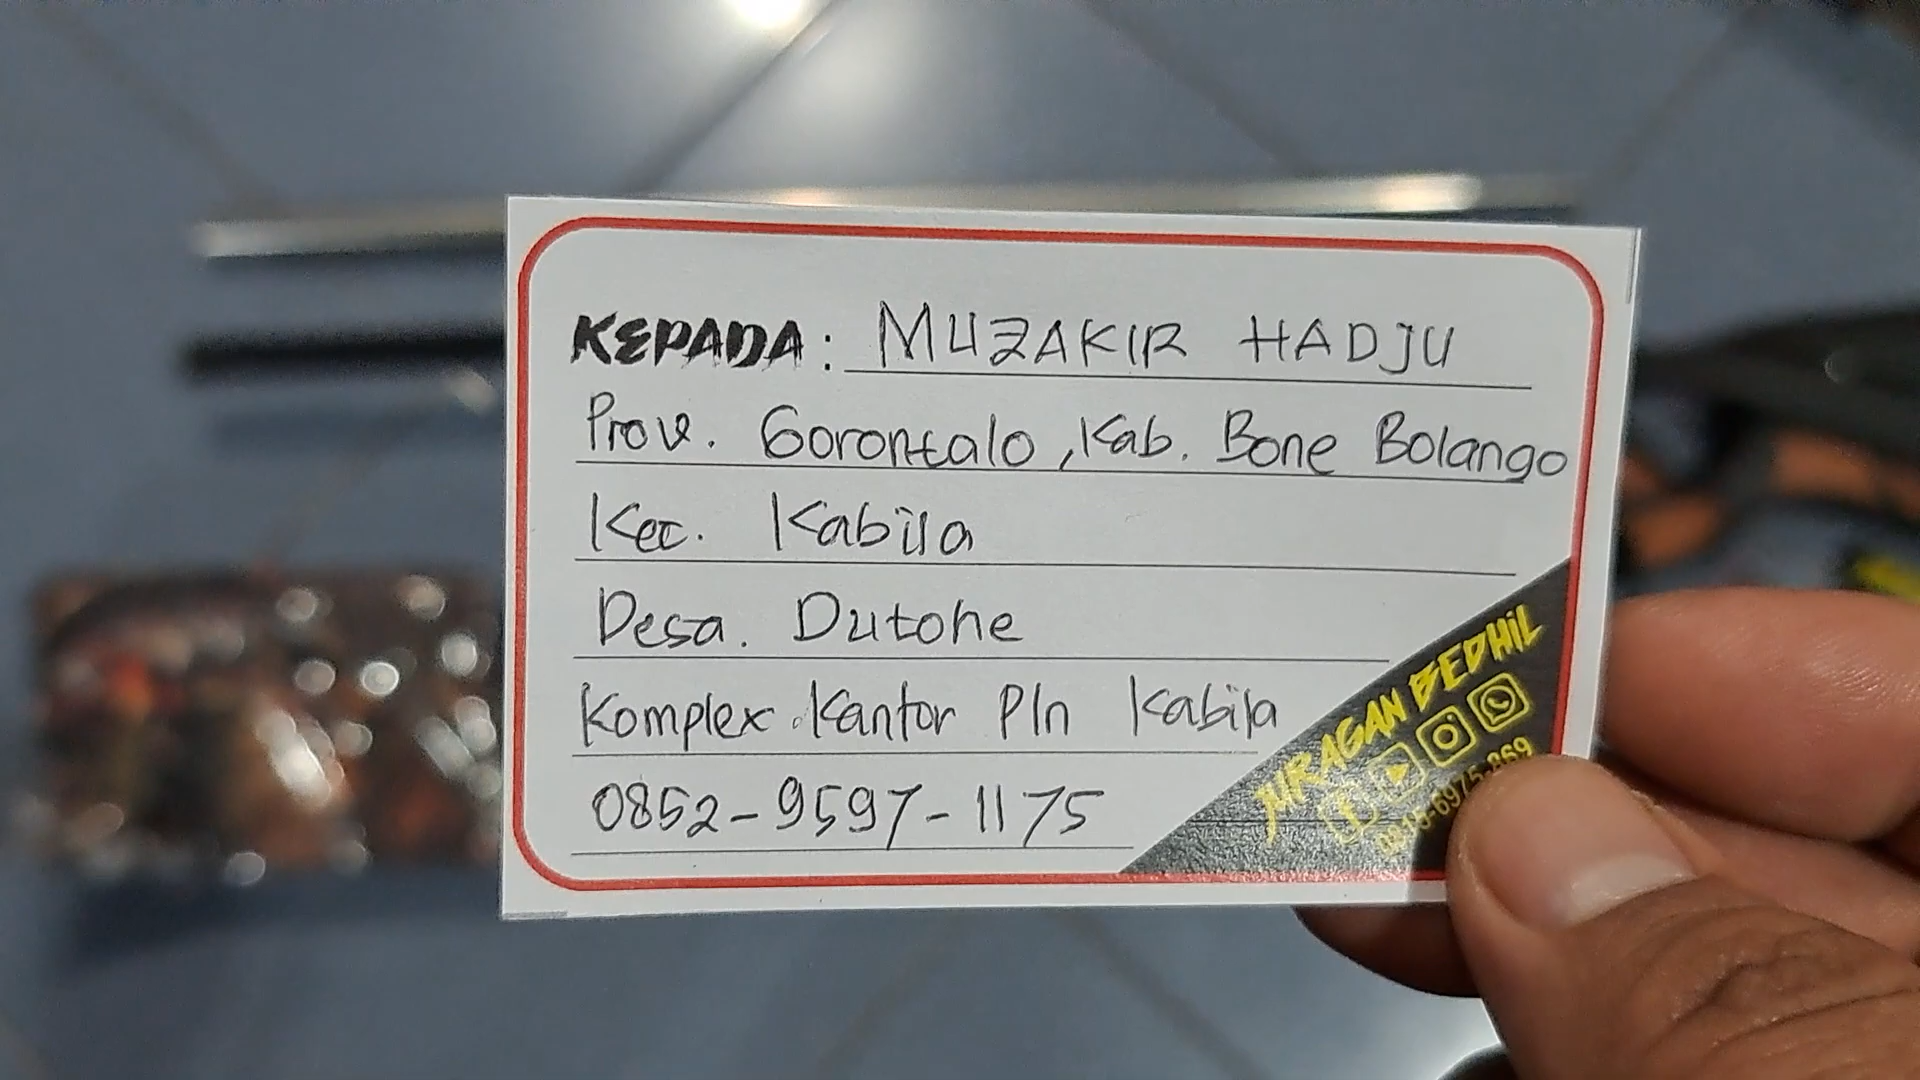 KEPADA: MUZAKIR HADJU
Prov. Gorontalo, Kab. Bone Bolango
Kec. Kabila
Desa. Dutohe
Komplex. Kantor Pln Kabila
0852-9597-1175
JURAGAN BEDHIL